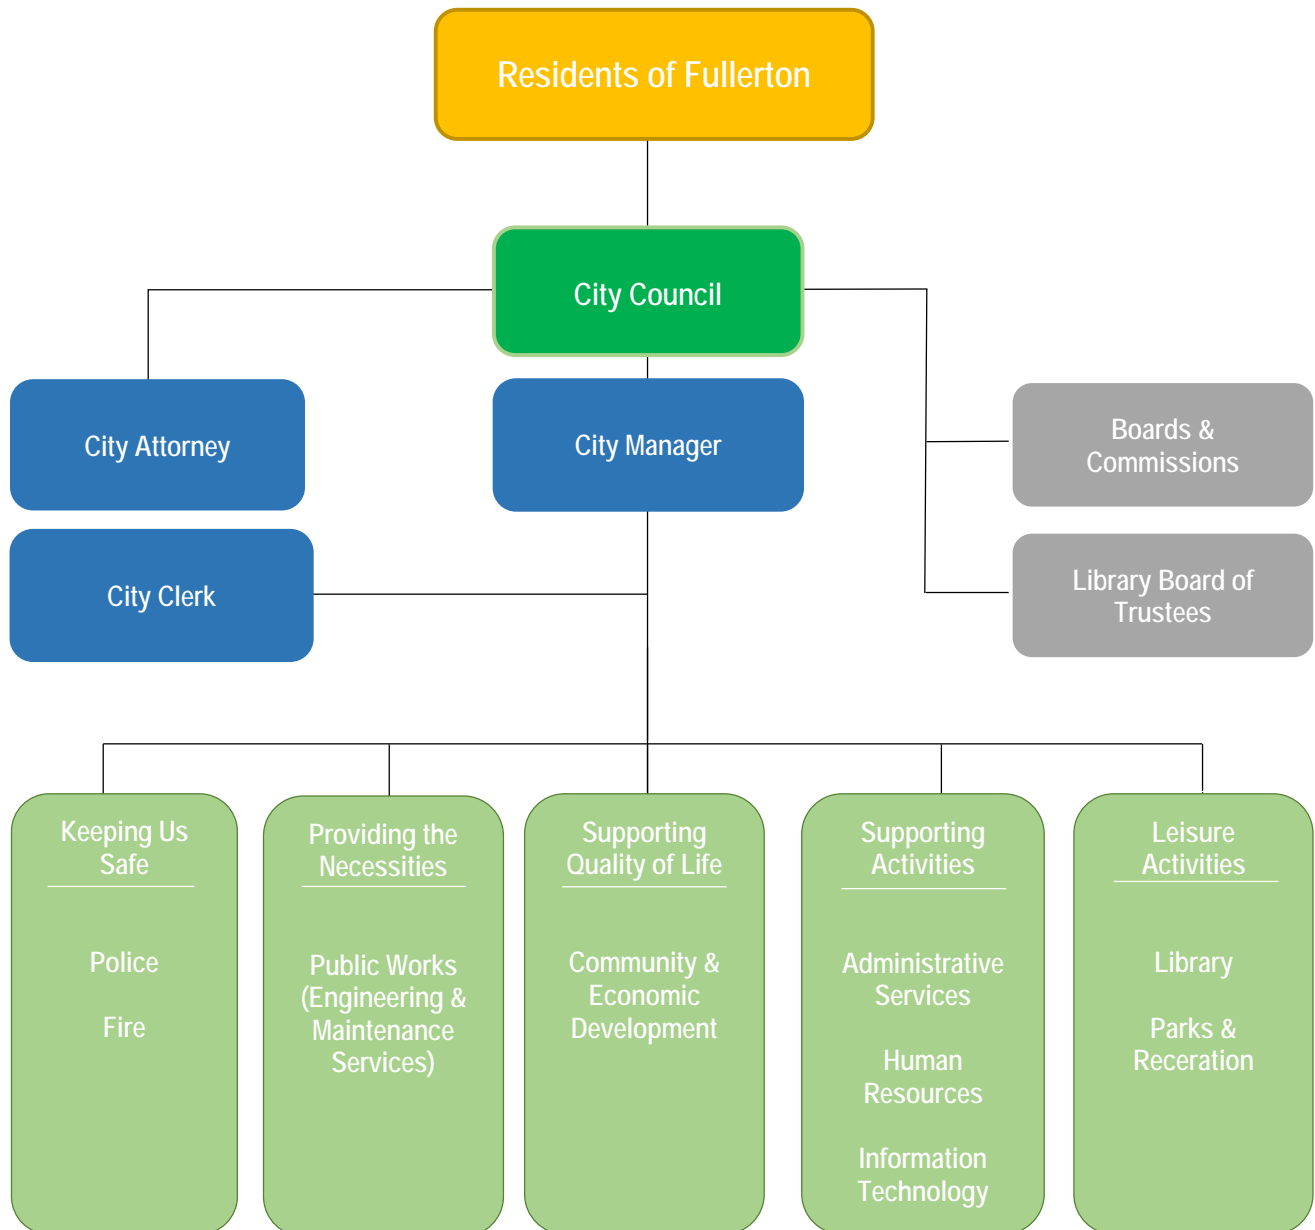 Residents of Fullerton
City Council
City Attorney
City Manager
Boards &
Commissions
City Clerk
Library Board of
Trustees
Keeping Us
Safe
Police
Fire
Providing the
Necessities
Public Works
(Engineering &
Maintenance
Services)
Supporting
Quality of Life
Community &
Economic
Development
Supporting
Activities
Administrative
Services
Human
Resources
Information
Technology
Leisure
Activities
Library
Parks &
Receration